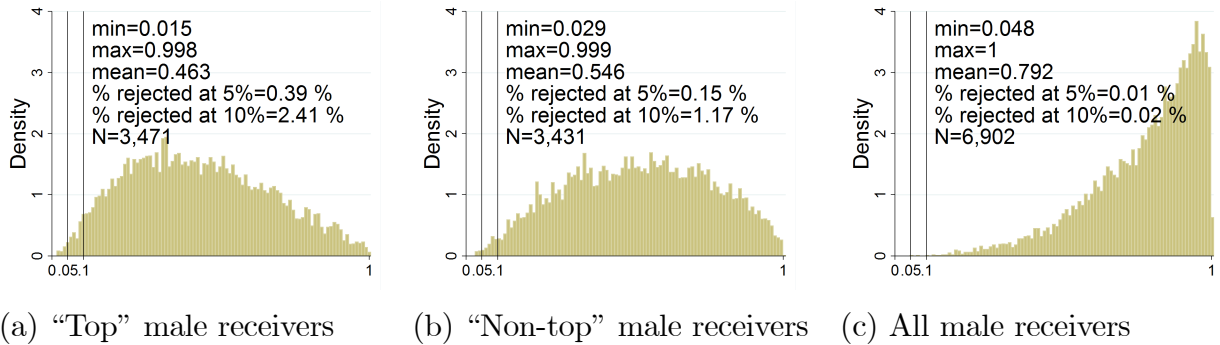 4
3
2
1
0
Density
min=0.015
max=0.998
mean=0.463
% rejected at 5%=0.39 %
% rejected at 10%=2.41 %
N=3,471
0.05.1
1
(a) “Top” male receivers
4
3
2
1
0
Density
min=0.029
max=0.999
mean=0.546
% rejected at 5%=0.15 %
% rejected at 10%=1.17 %
N=3,431
0.05.1
1
(b) “Non-top” male receivers
4
3
2
1
0
Density
min=0.048
max=1
mean=0.792
% rejected at 5%=0.01 %
% rejected at 10%=0.02 %
N=6,902
0.05.1
1
(c) All male receivers